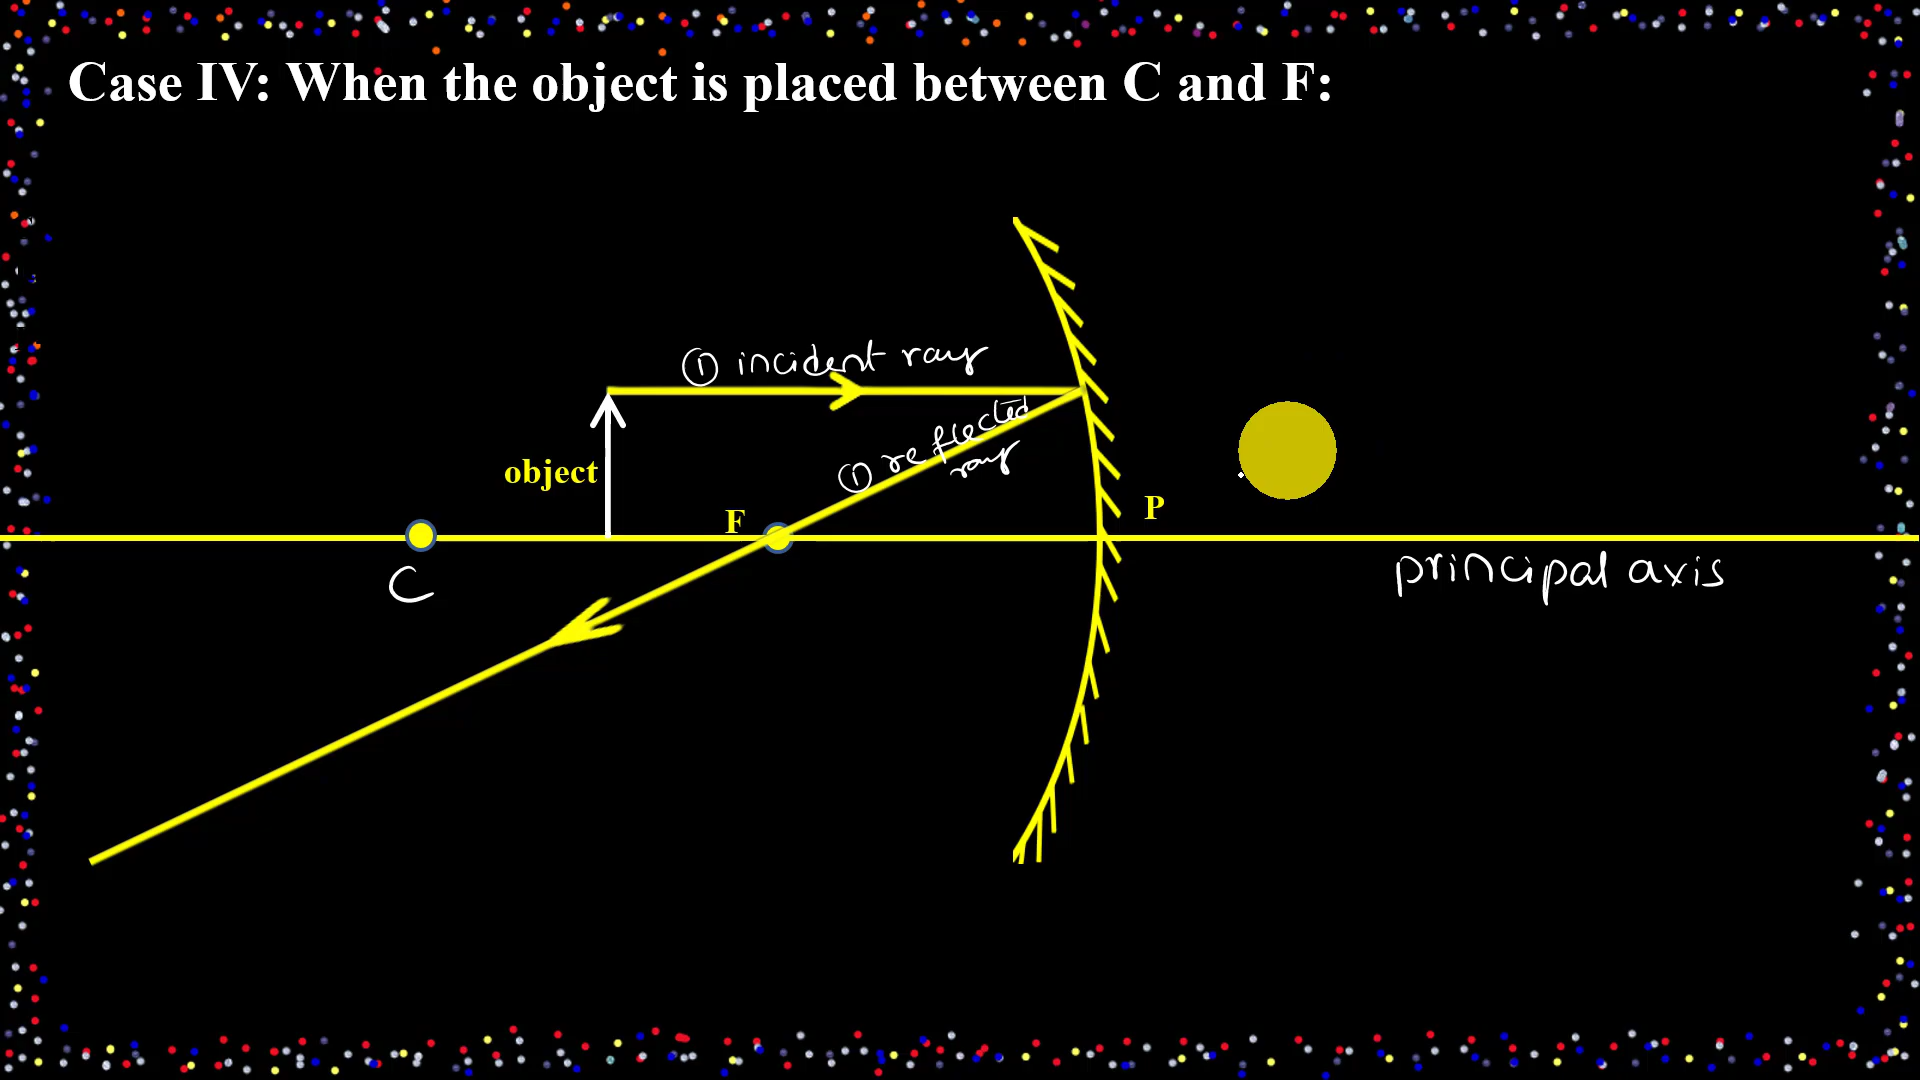 Case IV: When the object is placed between C and F:
① incident ray
① reflected
ray
object
F
P
C
principal axis